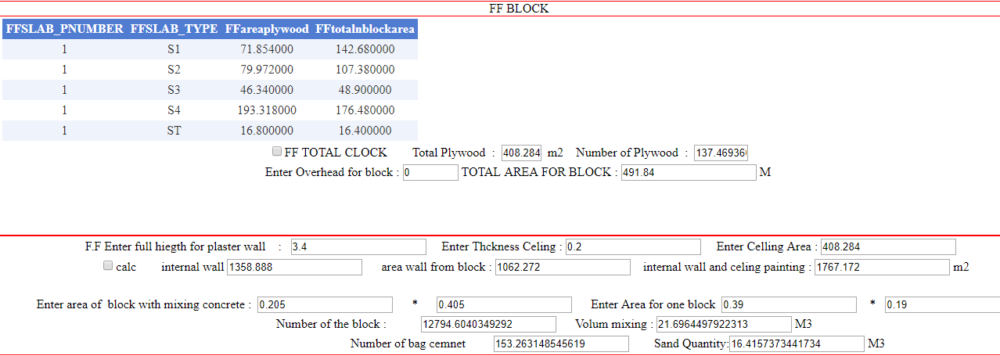 FF BLOCK
FFSLAB_PNUMBER FFSLAB_TYPE FFareaplywood FFtotalnblockarea
1 S1 71.854000 142.680000
1 S2 79.972000 107.380000
1 S3 46.340000 48.900000
1 S4 193.318000 176.480000
1 ST 16.800000 16.400000
FF TOTAL CLOCK Total Plywood : 408.284 m2 Number of Plywood : 137.46936
Enter Overhead for block : 0 TOTAL AREA FOR BLOCK : 491.84 M
F.F Enter full hiegth for plaster wall : 3.4 Enter Thckness Celing : 0.2 Enter Celling Area : 408.284
calc internal wall 1358.888 area wall from block : 1062.272 internal wall and celing painting : 1767.172 m2
Enter area of block with mixing concrete : 0.205 * 0.405 Enter Area for one block 0.39 * 0.19
Number of the block : 12794.6040349292 Volum mixing : 21.6964497922313 M3
Number of bag cemnet 153.263148545619 Sand Quantity: 16.4157373441734 M3